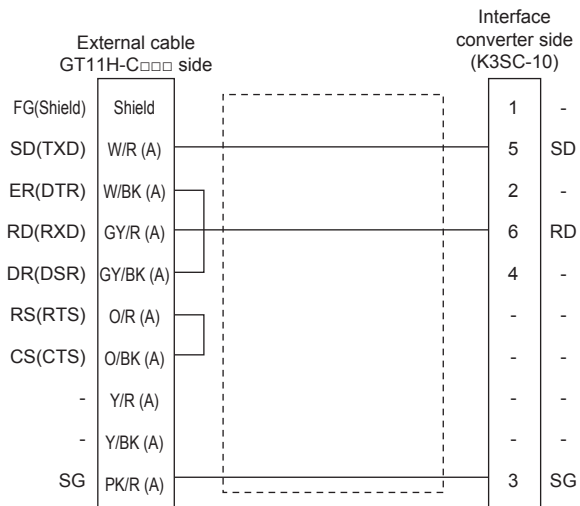 External cable
GT11H-C□□□ side
Interface
converter side
(K3SC-10)
FG(Shield) Shield 1 -
SD(TXD) W/R (A) 5 SD
ER(DTR) W/BK (A) 2 -
RD(RXD) GY/R (A) 6 RD
DR(DSR) GY/BK (A) 4 -
RS(RTS) O/R (A) - -
CS(CTS) O/BK (A) - -
- Y/R (A) - -
- Y/BK (A) - -
SG PK/R (A) 3 SG